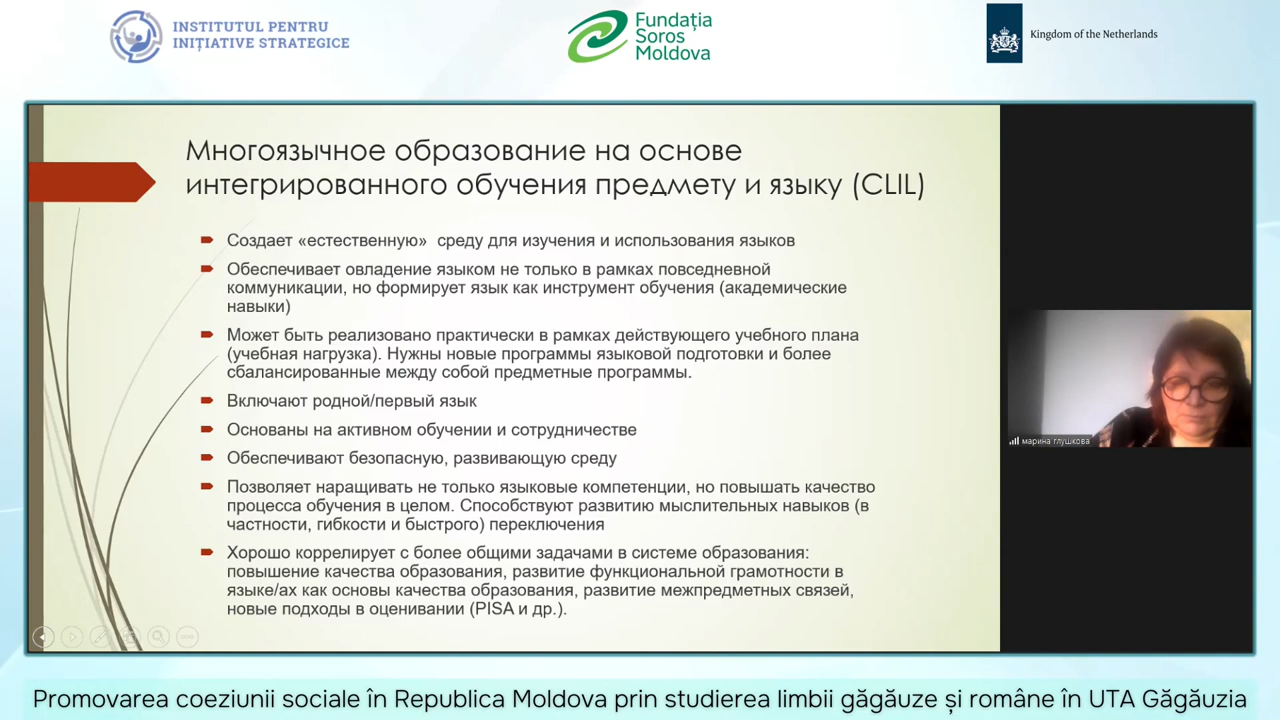 INSTITUTUL PENTRU
INIȚIATIVE STRATEGICE
Fundația
Soros
Moldova
Kingdom of the Netherlands
Многоязычное образование на основе
интегрированного обучения предмету и языку (CLIL)
Создает «естественную» среду для изучения и использования языков
Обеспечивает овладение языком не только в рамках повседневной
коммуникации, но формирует язык как инструмент обучения (академические
навыки)
Может быть реализовано практически в рамках действующего учебного плана
(учебная нагрузка). Нужны новые программы языковой подготовки и более
сбалансированные между собой предметные программы.
Включают родной/первый язык
Основаны на активном обучении и сотрудничестве
Обеспечивают безопасную, развивающую среду
Позволяет наращивать не только языковые компетенции, но повышать качество
процесса обучения в целом. Способствуют развитию мыслительных навыков (в
частности, гибкости и быстрого) переключения
Хорошо коррелирует с более общими задачами в системе образования:
повышение качества образования, развитие функциональной грамотности в
языке/ах как основы качества образования, развитие межпредметных связей,
новые подходы в оценивании (PISA и др.).
марина глушкова
Promovarea coeziunii sociale în Republica Moldova prin studierea limbii găgăuze și române în UTA Găgăuzia